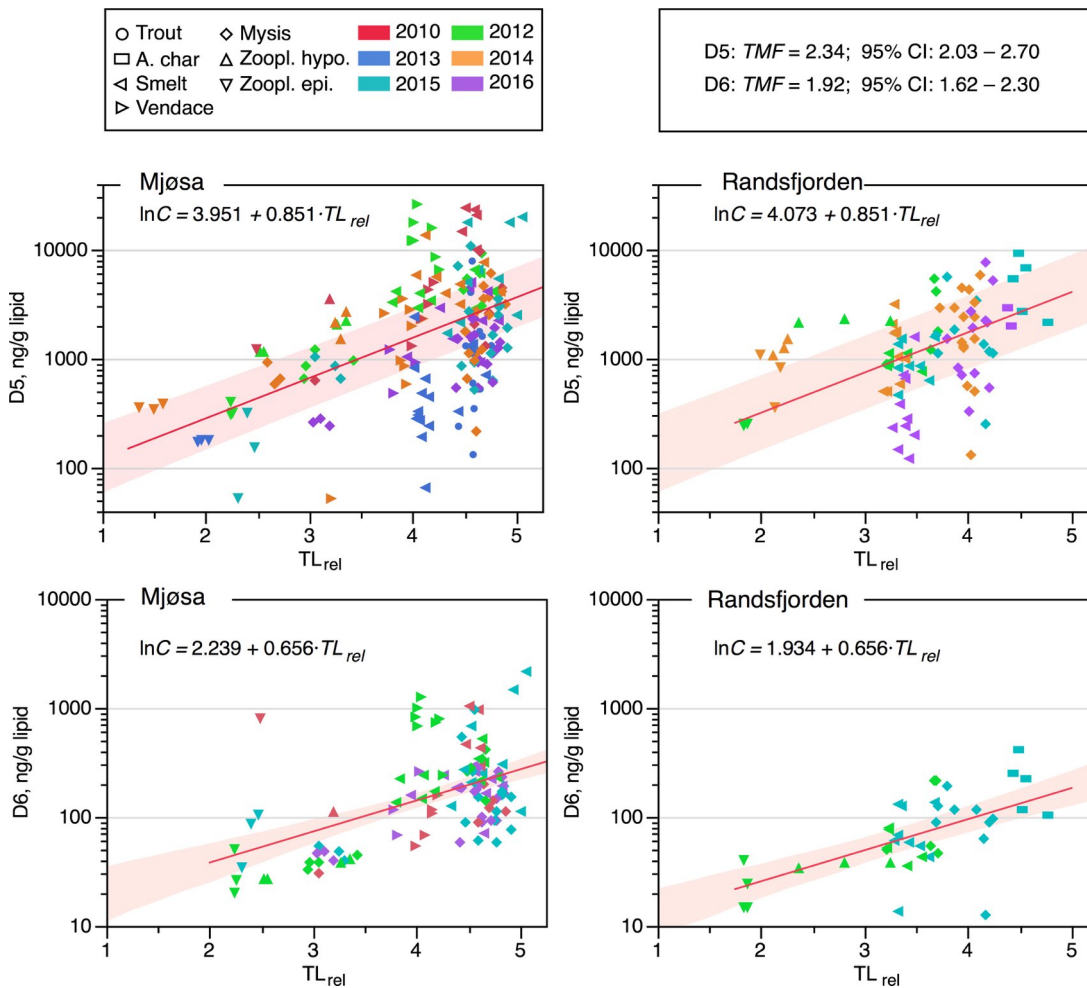 Trout
A. char
Smelt
Vendace
Mysis
Zoopl. hypo.
Zoopl. epi.
2010
2013
2015
2012
2014
2016
D5: TMF = 2.34; 95% CI: 2.03 – 2.70
D6: TMF = 1.92; 95% CI: 1.62 – 2.30
Mjøsa
lnC = 3.951 + 0.851·TL rel
D5, ng/g lipid
10000
1000
100
1 2 3 4 5
TLrel
Randsfjorden
lnC = 4.073 + 0.851·TLrel
D5, ng/g lipid
10000
1000
100
1 2 3 4 5
TLrel
Mjøsa
lnC = 2.239 + 0.656·TL rel
D6, ng/g lipid
10000
1000
100
10
1 2 3 4 5
TLrel
Randsfjorden
lnC = 1.934 + 0.656·TL rel
D6, ng/g lipid
10000
1000
100
10
1 2 3 4 5
TLrel